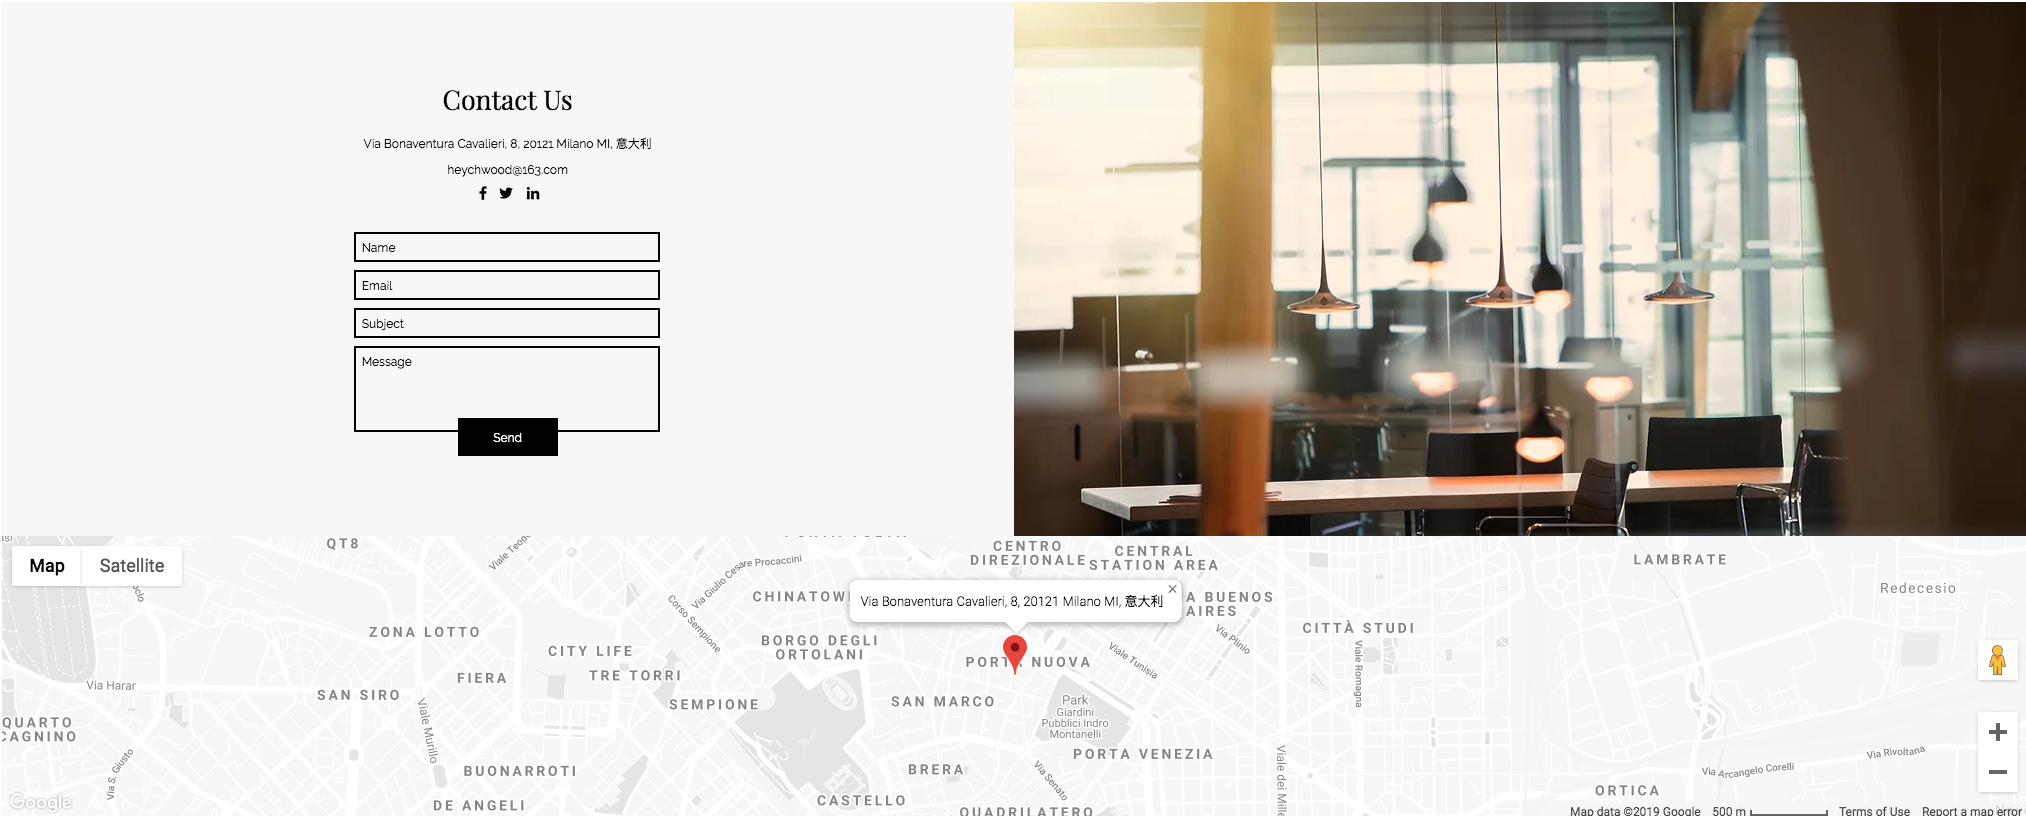 Contact Us
Via Bonaventura Cavalieri, 8, 20121 Milano MI, 意大利
heychwood@163.com
Name
Email
Subject
Message
Send
Map
Satellite
QT8
Viale Teod
Via Giulio Cesare Procaccini
CENTRO
DIREZIONALE
CENTRAL
STATION AREA
LAMBRATE
Redecesio
CHINATOW
Via Bonaventura Cavalieri, 8, 20121 Milano MI, 意大利
A BUENOS
AIRES
Corso Sempione
ZONA LOTTO
BORGO DEGLI
ORTOLANI
Via Plinio
CITTÀ STUDI
CITY LIFE
TRE TORRI
FIERA
PORTA NUOVA
Viale Tunisia
Viale Romagna
Via Harar
SAN SIRO
Viale Murillo
SEMPIONE
SAN MARCO
Park
Giardini
Pubblici Indro
Montanelli
QUARTO
CAGNINO
Via S. Giusto
PORTA VENEZIA
Viale dei Mille
Via Rivoltana
BUONARROTI
BRERA
Via Senato
Via Arcangelo Corelli
DE ANGELI
CASTELLO
QUADRILATERO
ORTICA
Google
Map data ©2019 Google
500 m
Terms of Use
Report a map error